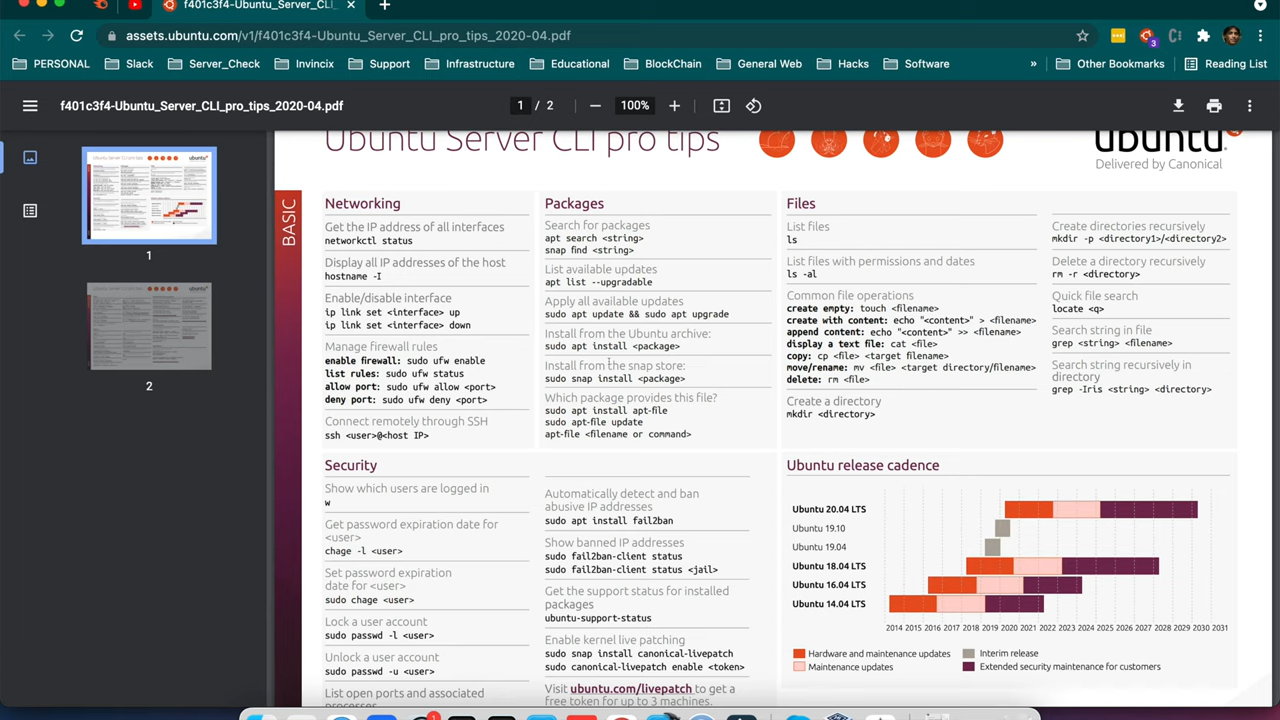 f401c3f4-Ubuntu_Server_CLI_
assets.ubuntu.com/v1/f401c3f4-Ubuntu_Server_CLI_pro_tips_2020-04.pdf
3
PERSONAL Slack Server_Check Invincix Support Infrastructure Educational BlockChain General Web Hacks Software » Other Bookmarks Reading List
f401c3f4-Ubuntu_Server_CLI_pro_tips_2020-04.pdf
1 / 2 100%
1
2
Ubuntu Server CLI pro tips
ubuntu
Delivered by Canonical
BASIC
Networking
Get the IP address of all interfaces
networkctl status
Display all IP addresses of the host
hostname -I
Enable/disable interface
ip link set <interface> up
ip link set <interface> down
Manage firewall rules
enable firewall: sudo ufw enable
list rules: sudo ufw status
allow port: sudo ufw allow <port>
deny port: sudo ufw deny <port>
Connect remotely through SSH
ssh <user>@<host IP>
Packages
Search for packages
apt search <string>
snap find <string>
List available updates
apt list --upgradable
Apply all available updates
sudo apt update && sudo apt upgrade
Install from the Ubuntu archive:
sudo apt install <package>
Install from the snap store:
sudo snap install <package>
Which package provides this file?
sudo apt install apt-file
sudo apt-file update
apt-file <filename or command>
Files
List files
ls
List files with permissions and dates
ls -al
Common file operations
create empty: touch <filename>
create with content: echo "<content>" > <filename>
append content: echo "<content>" >> <filename>
display a text file: cat <file>
copy: cp <file> <target filename>
move/rename: mv <file> <target directory/filename>
delete: rm <file>
Create a directory
mkdir <directory>
Create directories recursively
mkdir -p <directory1>/<directory2>
Delete a directory recursively
rm -r <directory>
Quick file search
locate <q>
Search string in file
grep <string> <filename>
Search string recursively in
directory
grep -Iris <string> <directory>
Security
Show which users are logged in
w
Get password expiration date for
<user>
chage -l <user>
Set password expiration
date for <user>
sudo chage <user>
Lock a user account
sudo passwd -l <user>
Unlock a user account
sudo passwd -u <user>
List open ports and associated
processes
Automatically detect and ban
abusive IP addresses
sudo apt install fail2ban
Show banned IP addresses
sudo fail2ban-client status
sudo fail2ban-client status <jail>
Get the support status for installed
packages
ubuntu-support-status
Enable kernel live patching
sudo snap install canonical-livepatch
sudo canonical-livepatch enable <token>
Visit ubuntu.com/livepatch to get a
free token for up to 3 machines.
Ubuntu release cadence
Ubuntu 20.04 LTS
Ubuntu 19.10
Ubuntu 19.04
Ubuntu 18.04 LTS
Ubuntu 16.04 LTS
Ubuntu 14.04 LTS
2014 2015 2016 2017 2018 2019 2020 2021 2022 2023 2024 2025 2026 2027 2028 2029 2030 2031
Hardware and maintenance updates Interim release
Maintenance updates Extended security maintenance for customers